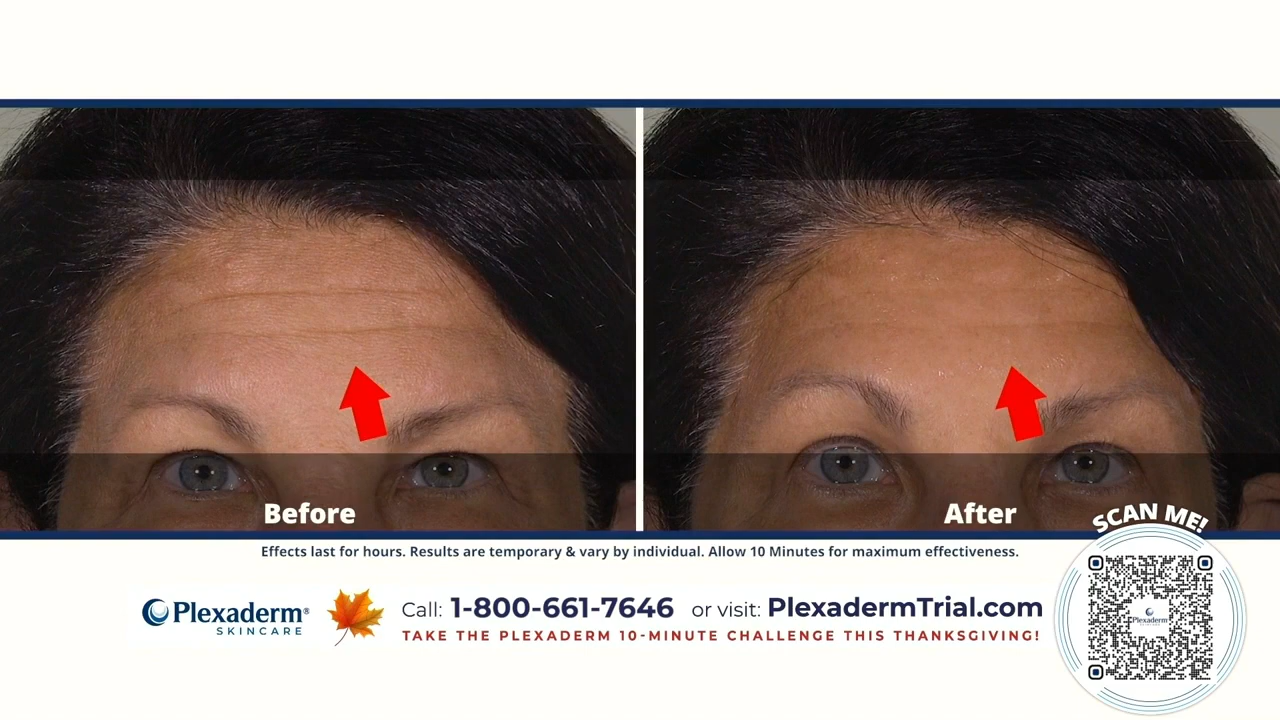 Before
After
SCAN ME!
Effects last for hours. Results are temporary & vary by individual. Allow 10 Minutes for maximum effectiveness.
Plexaderm®
SKINCARE
Call: 1-800-661-7646 or visit: PlexadermTrial.com
TAKE THE PLEXADERM 10-MINUTE CHALLENGE THIS THANKSGIVING!
Plexaderm